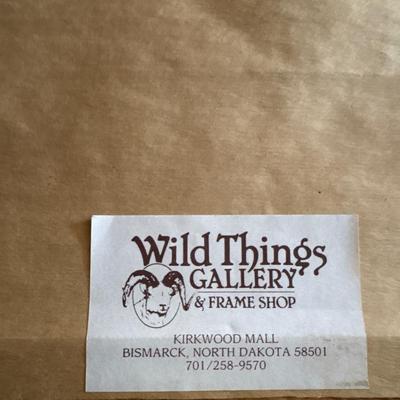 Wild Things
GALLERY
& FRAME SHOP
KIRKWOOD MALL
BISMARCK, NORTH DAKOTA 58501
701/258-9570